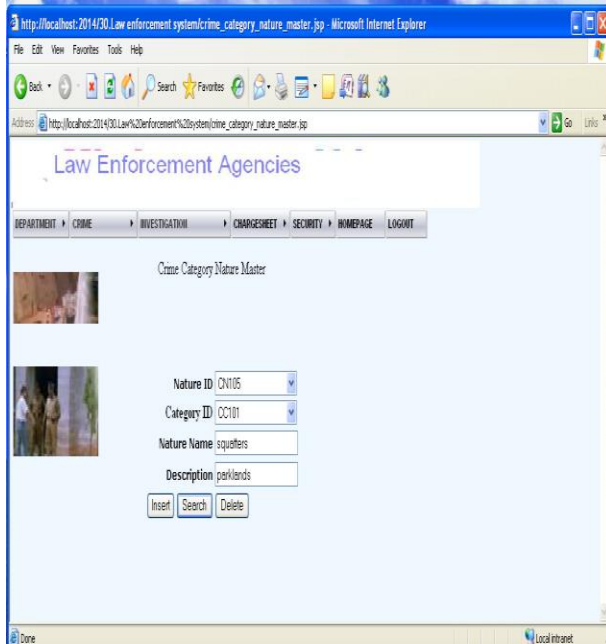 http://localhost:2014/30.Law enforcement system/crime_category_nature_master.jsp - Microsoft Internet Explorer
File Edit View Favorites Tools Help
Back Search Favorites
Address http://localhost:2014/30.Law%20enforcement%20system/crime_category_nature_master.jsp Go Links »
Law Enforcement Agencies
DEPARTMENT CRIME INVESTIGATION CHARGESHEET SECURITY HOMEPAGE LOGOUT
Crime Category Nature Master
Nature ID CN105
Category ID CC101
Nature Name squatters
Description parklands
Insert Search Delete
Done Local intranet